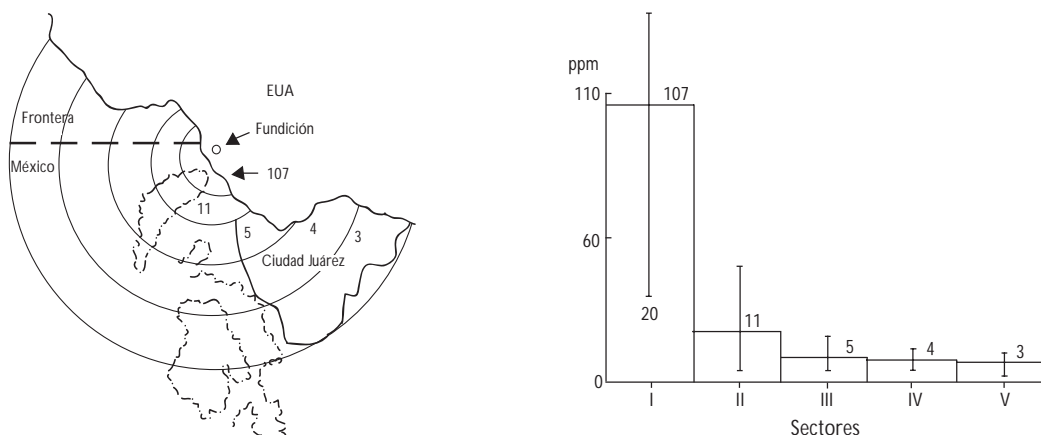 EUA
Frontera
Fundición
México
107
11
5
4
3
Ciudad Juárez
ppm
110
107
60
20
11
5
4
3
0
I II III IV V
Sectores